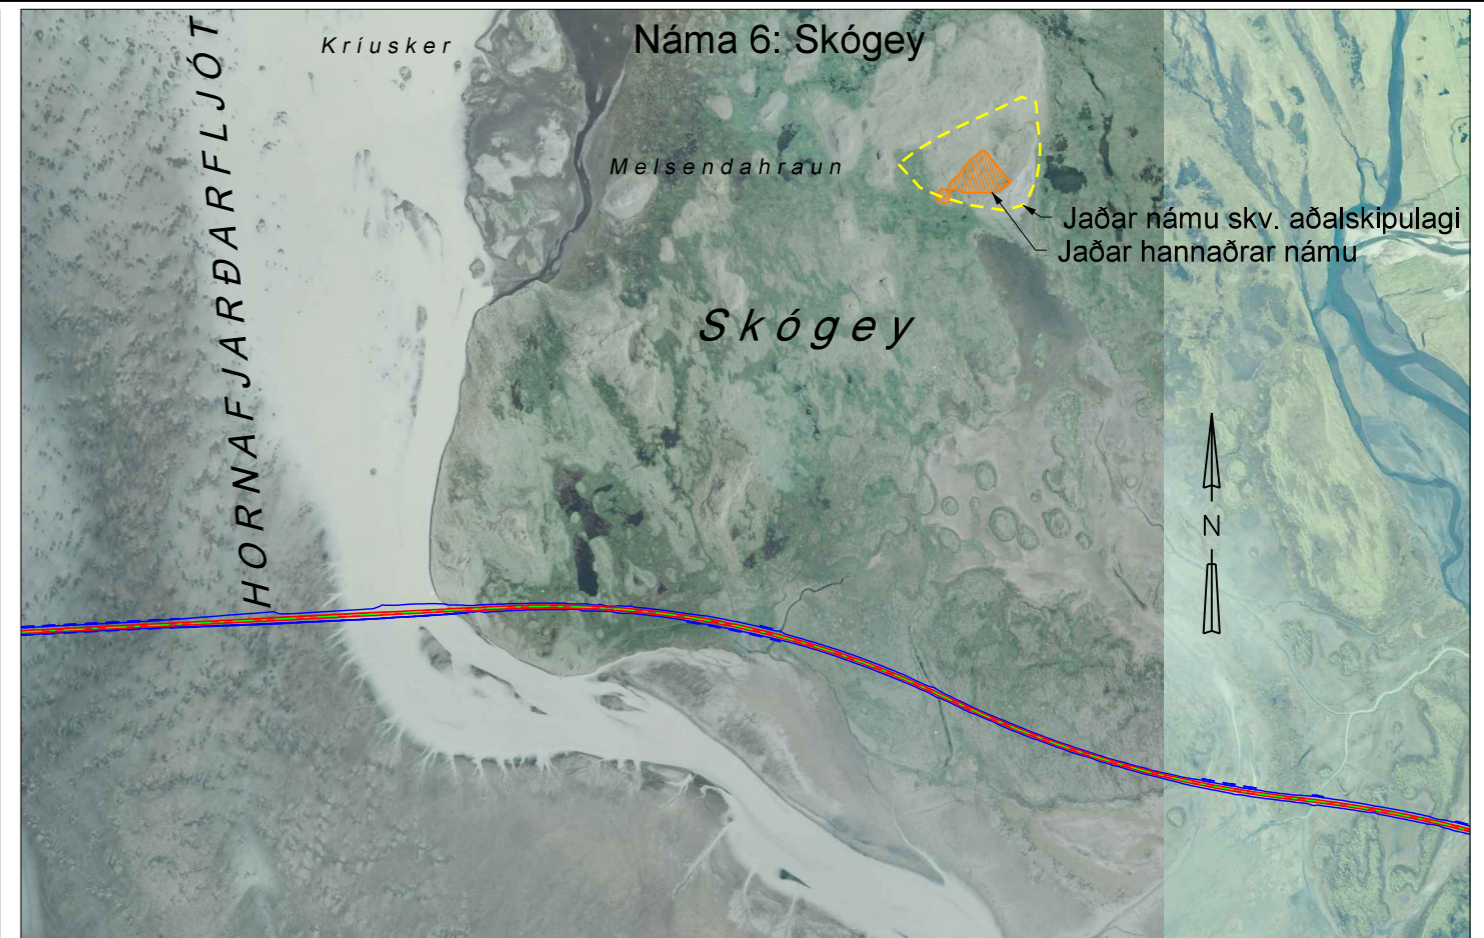 Náma 6: Skógey
Kríusker
HORNAFJARÐARFLJÓT
Melsendahraun
Jaðar námu skv. aðalskipulagi
Jaðar hannaðrar námu
Skógey
N